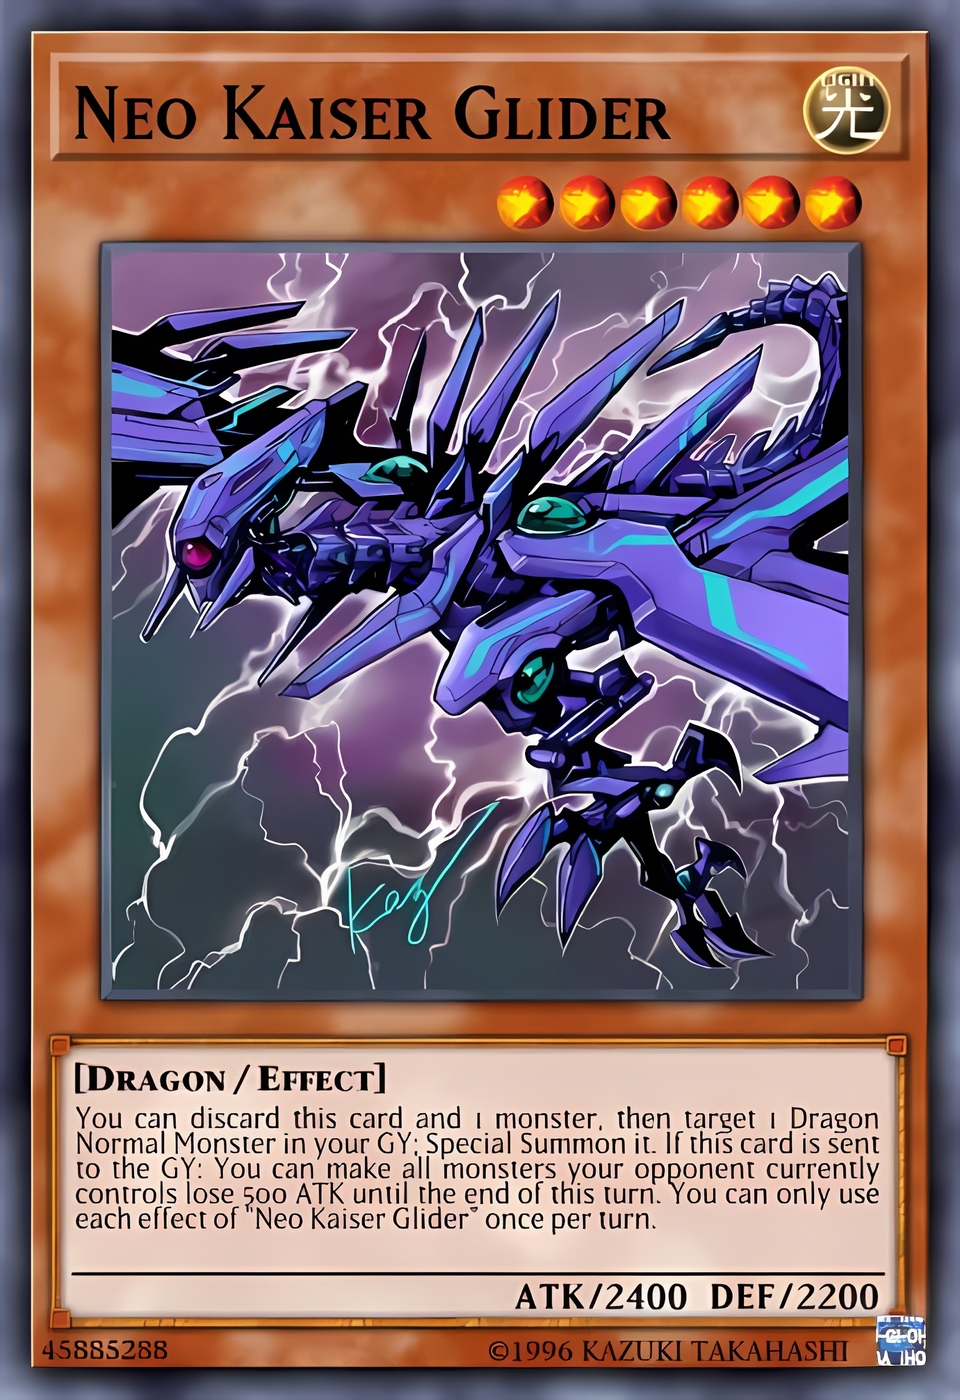 Neo Kaiser Glider
光
[Dragon / Effect]
You can discard this card and 1 monster, then target 1 Dragon
Normal Monster in your GY; Special Summon it. If this card is sent
to the GY: You can make all monsters your opponent currently
controls lose 500 ATK until the end of this turn. You can only use
each effect of "Neo Kaiser Glider" once per turn.
ATK/2400 DEF/2200
45885288
©1996 KAZUKI TAKAHASHI